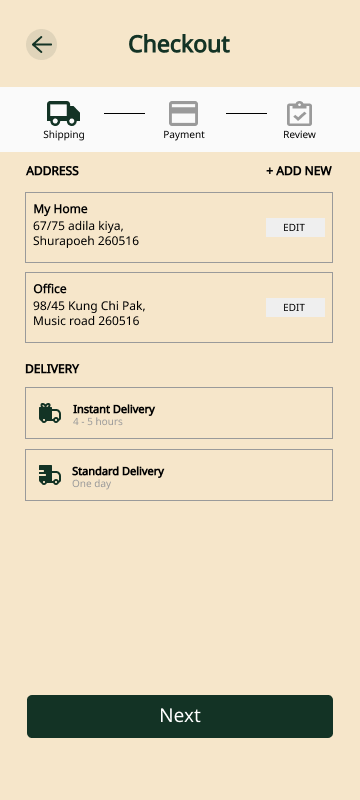 Checkout
Shipping
Payment
Review
ADDRESS
+ ADD NEW
My Home
67/75 adila kiya,
Shurapoeh 260516
EDIT
Office
98/45 Kung Chi Pak,
Music road 260516
EDIT
DELIVERY
Instant Delivery
4 - 5 hours
Standard Delivery
One day
Next